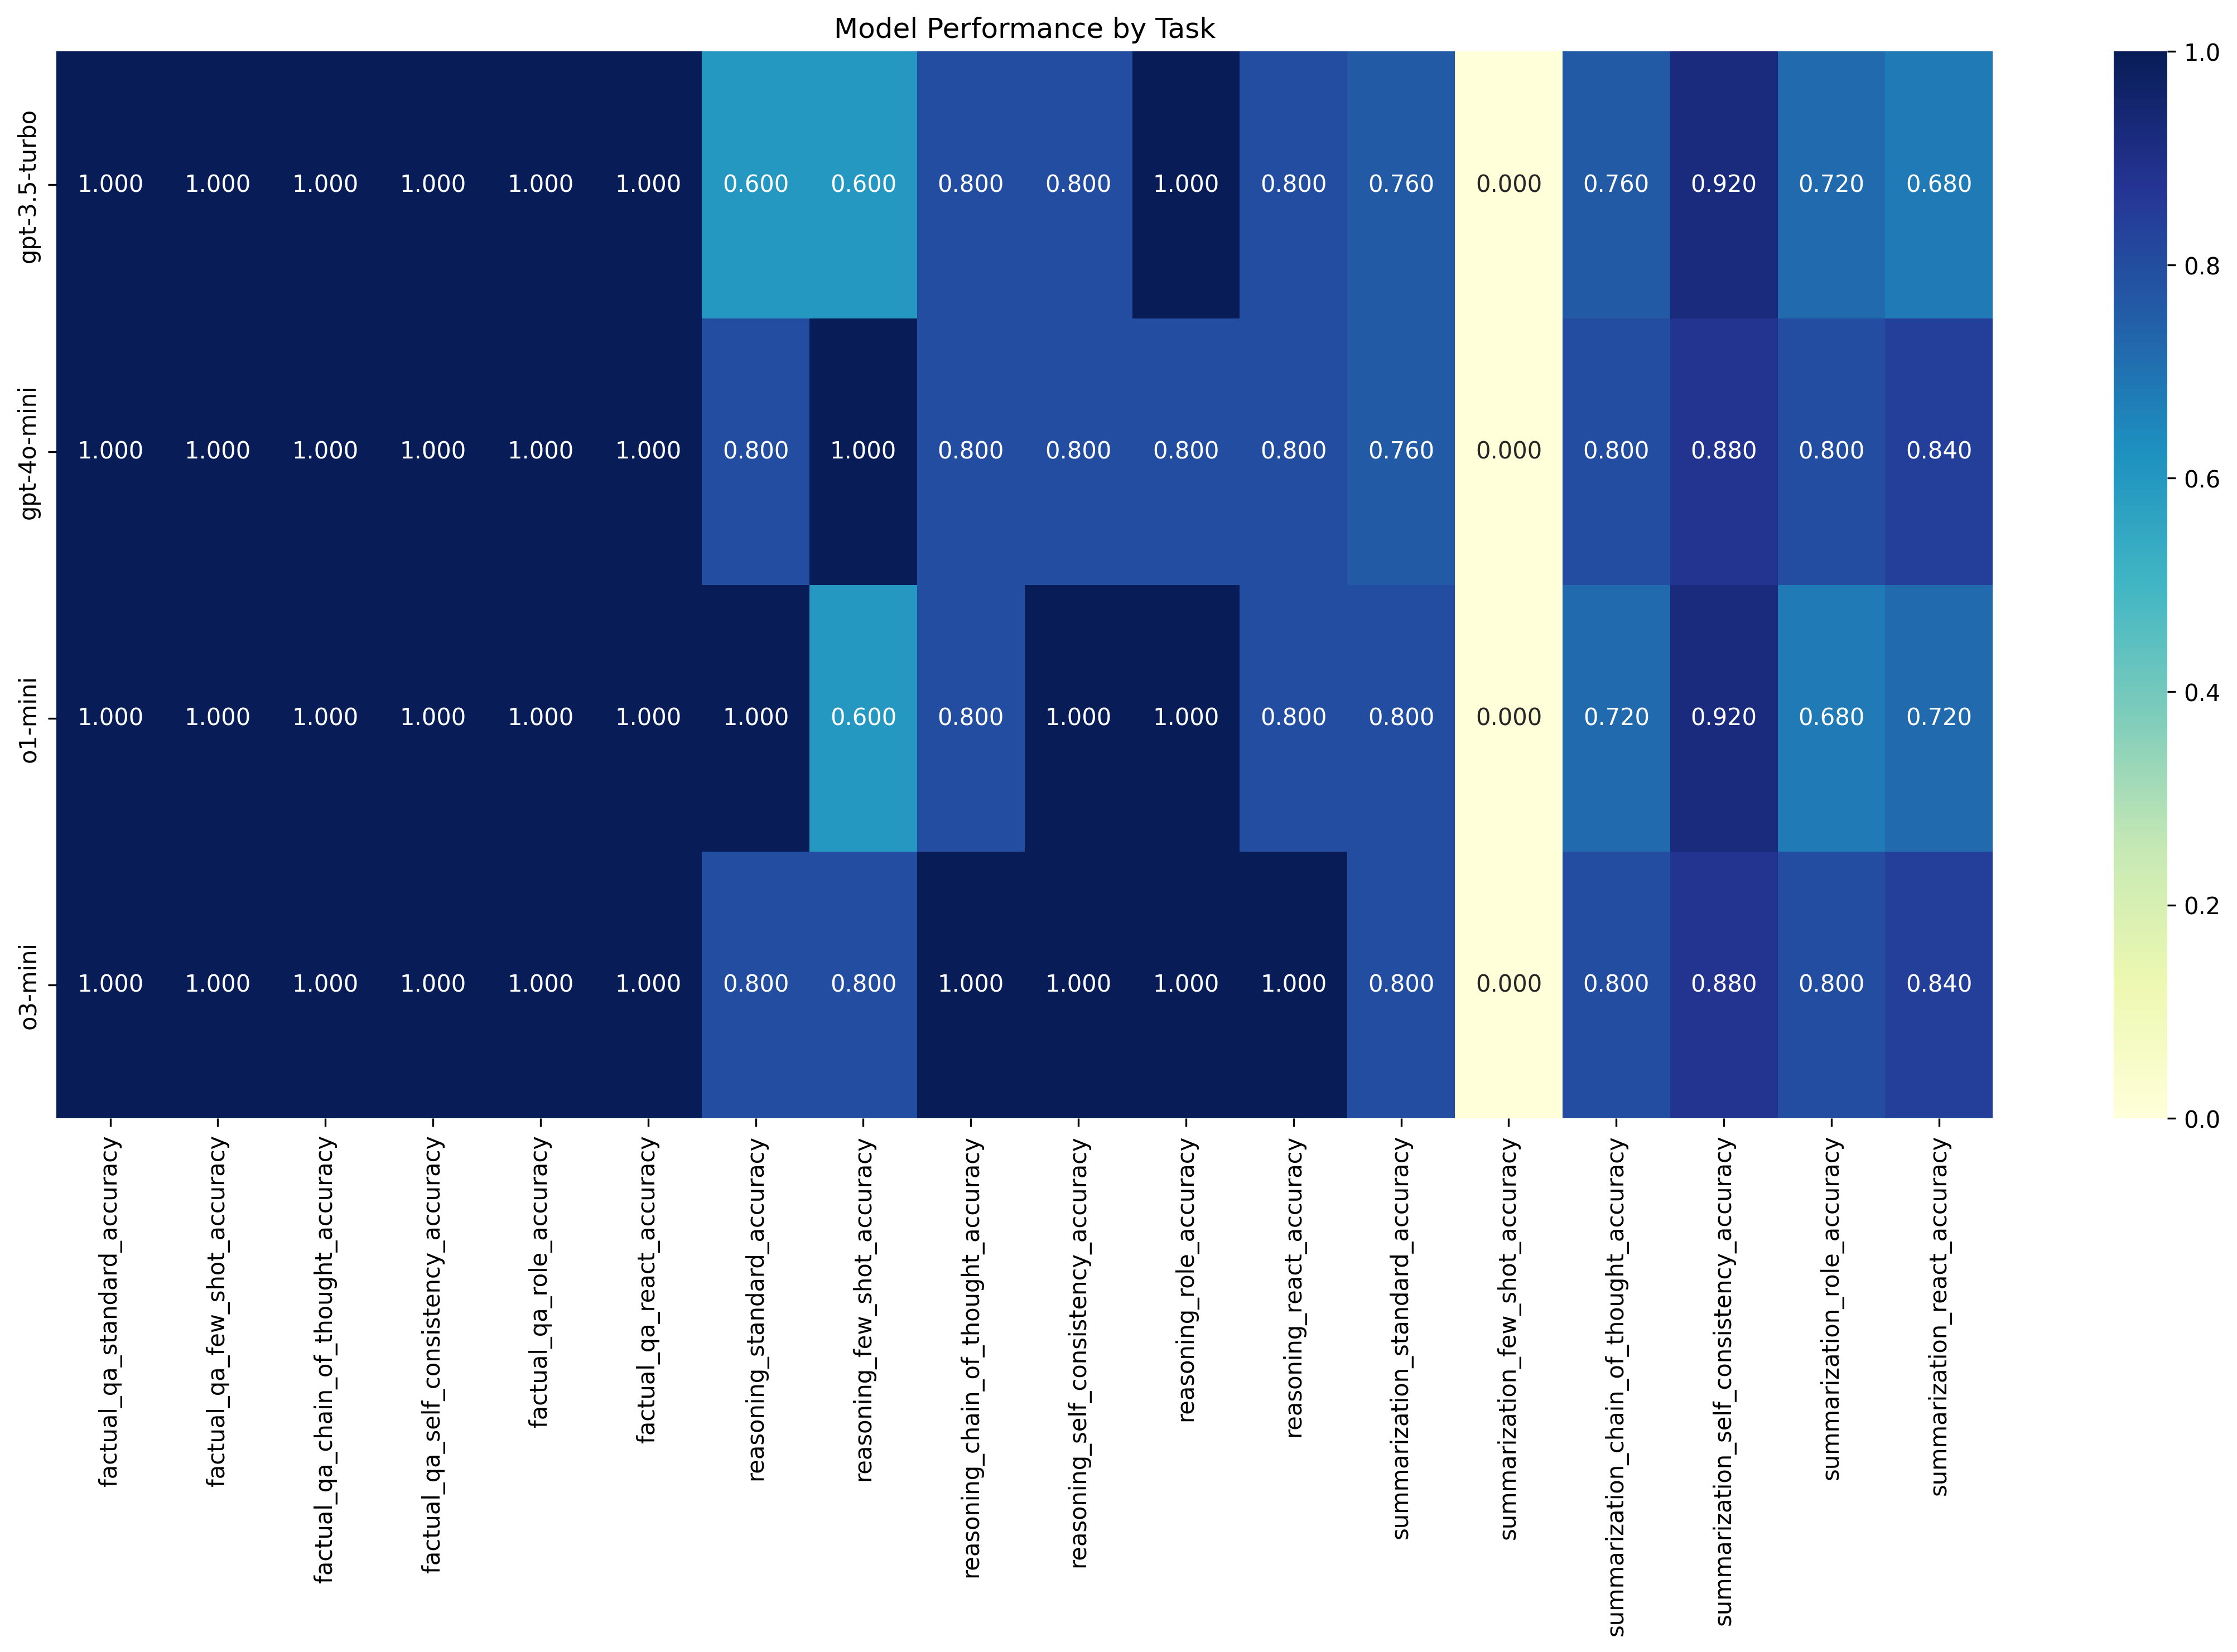 Model Performance by Task
gpt-3.5-turbo
1.000 1.000 1.000 1.000 1.000 1.000 0.600 0.600 0.800 0.800 1.000 0.800 0.760 0.000 0.760 0.920 0.720 0.680
gpt-4o-mini
1.000 1.000 1.000 1.000 1.000 1.000 0.800 1.000 0.800 0.800 0.800 0.800 0.760 0.000 0.800 0.880 0.800 0.840
o1-mini
1.000 1.000 1.000 1.000 1.000 1.000 1.000 0.600 0.800 1.000 1.000 0.800 0.800 0.000 0.720 0.920 0.680 0.720
o3-mini
1.000 1.000 1.000 1.000 1.000 1.000 0.800 0.800 1.000 1.000 1.000 1.000 0.800 0.000 0.800 0.880 0.800 0.840
factual_qa_standard_accuracy
factual_qa_few_shot_accuracy
factual_qa_chain_of_thought_accuracy
factual_qa_self_consistency_accuracy
factual_qa_role_accuracy
factual_qa_react_accuracy
reasoning_standard_accuracy
reasoning_few_shot_accuracy
reasoning_chain_of_thought_accuracy
reasoning_self_consistency_accuracy
reasoning_role_accuracy
reasoning_react_accuracy
summarization_standard_accuracy
summarization_few_shot_accuracy
summarization_chain_of_thought_accuracy
summarization_self_consistency_accuracy
summarization_role_accuracy
summarization_react_accuracy
1.0
0.8
0.6
0.4
0.2
0.0